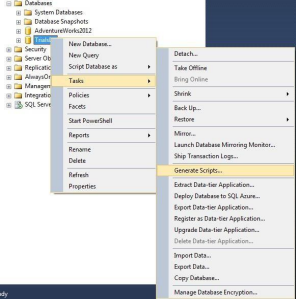 Databases
System Databases
Database Snapshots
AdventureWorks2012
Security
Server Ob
Replicatio
AlwaysOn
Managem
Integratio
SQL Serve
New Database...
New Query
Script Database as
Tasks
Policies
Facets
Start PowerShell
Reports
Rename
Delete
Refresh
Properties
Detach...
Take Offline
Bring Online
Shrink
Back Up...
Restore
Mirror...
Launch Database Mirroring Monitor...
Ship Transaction Logs...
Generate Scripts...
Extract Data-tier Application...
Deploy Database to SQL Azure...
Export Data-tier Application...
Register as Data-tier Application...
Upgrade Data-tier Application...
Delete Data-tier Application...
Import Data...
Export Data...
Copy Database...
Manage Database Encryption...
dy